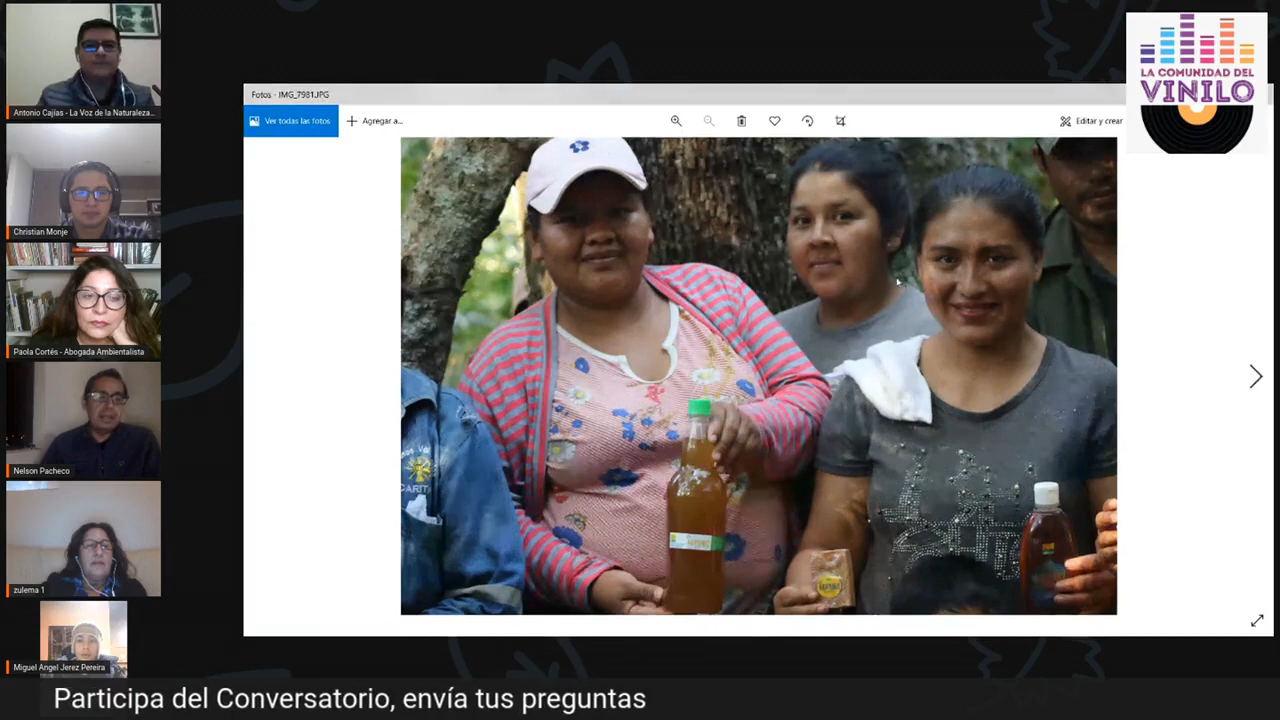 Antonio Cajías - La Voz de la Naturaleza...
Christian Monje
Paola Cortés - Abogada Ambientalista
Nelson Pacheco
zulema 1
Miguel Angel Jerez Pereira
Fotos - IMG_7981.JPG
Ver todas las fotos
Agregar a...
Editar y crear
LA COMUNIDAD DEL
VINILO
CARIT
Participa del Conversatorio, envía tus preguntas